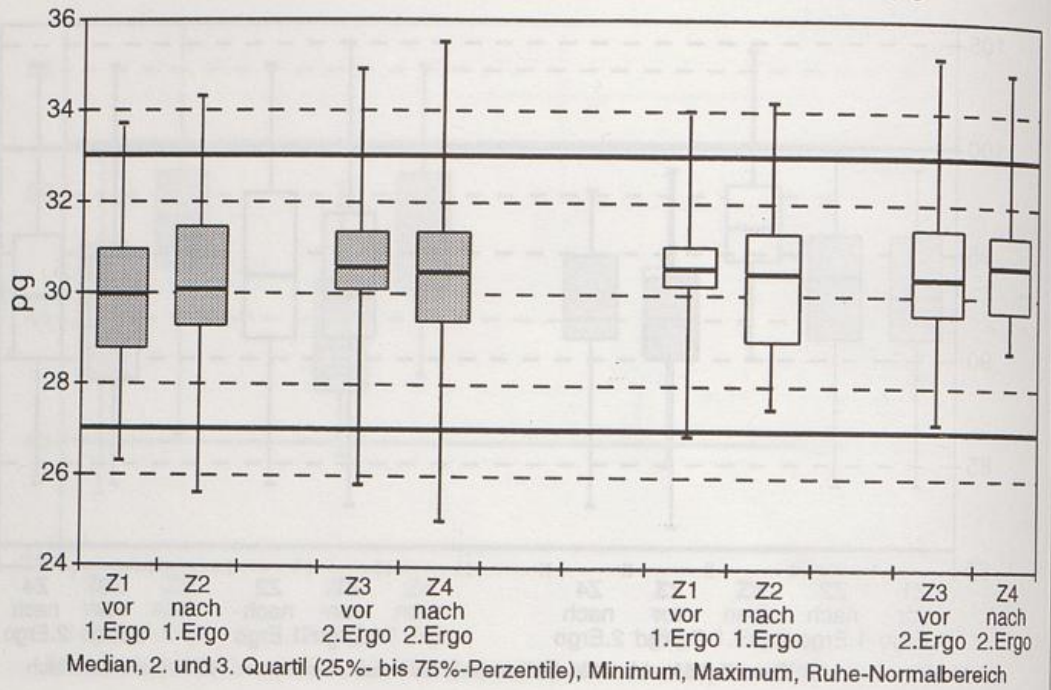 36
34
32
30
28
26
24
pg
Z1 Z2 Z3 Z4 Z1 Z2 Z3 Z4
vor nach vor nach vor nach vor nach
1.Ergo 1.Ergo 2.Ergo 2.Ergo 1.Ergo 1.Ergo 2.Ergo 2.Ergo
Median, 2. und 3. Quartil (25%- bis 75%-Perzentile), Minimum, Maximum, Ruhe-Normalbereich